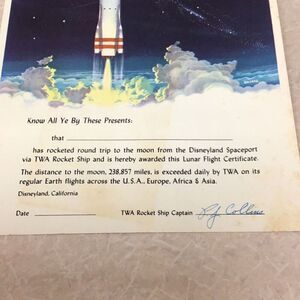 Know All Ye By These Presents:
that
has rocketed round trip to the moon from the Disneyland Spaceport
via TWA Rocket Ship and is hereby awarded this Lunar Flight Certificate.
The distance to the moon, 238,857 miles, is exceeded daily by TWA on its
regular Earth flights across the U.S.A., Europe, Africa & Asia.
Disneyland, California
Date TWA Rocket Ship Captain Collins